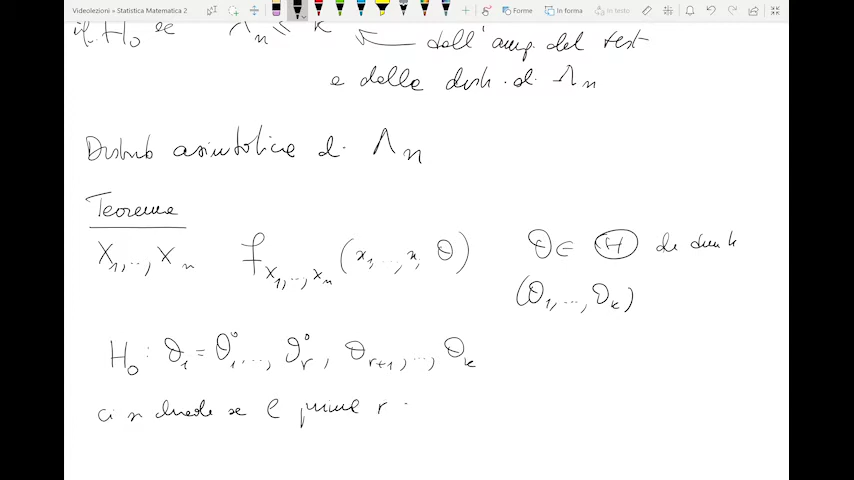 Videolezioni » Statistica Matematica 2
Forme
In forma
In testo
rif. H₀ se Λₙ ≤ k ← dall'amp. del test
e dalla distr. di Λₙ
Distrib asintotica di Λₙ
Teorema
X₁,..,Xₙ f_{X₁,..,Xₙ}(x₁,..,xₙ, θ) θ ∈ Θ di dim k
(θ₁,..,θₖ)
H₀: θ₁ = θ₁⁰,..., θᵣ⁰, θᵣ₊₁,..,θₖ
ci si chiede se le prime r